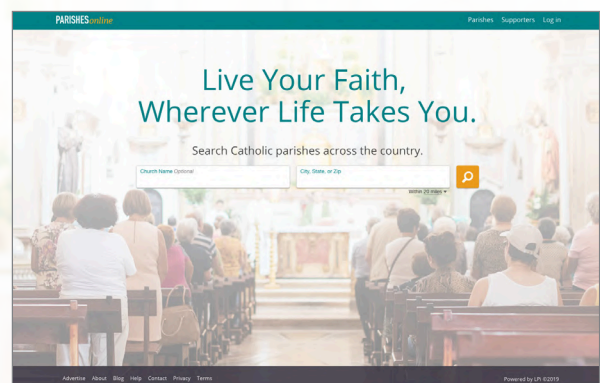 PARISHESonline
Parishes Supporters Log in
Live Your Faith,
Wherever Life Takes You.
Search Catholic parishes across the country.
Church Name Optional
City, State, or Zip
Within 20 miles ▾
Advertise About Blog Help Contact Privacy Terms
Powered by LPi ©2019